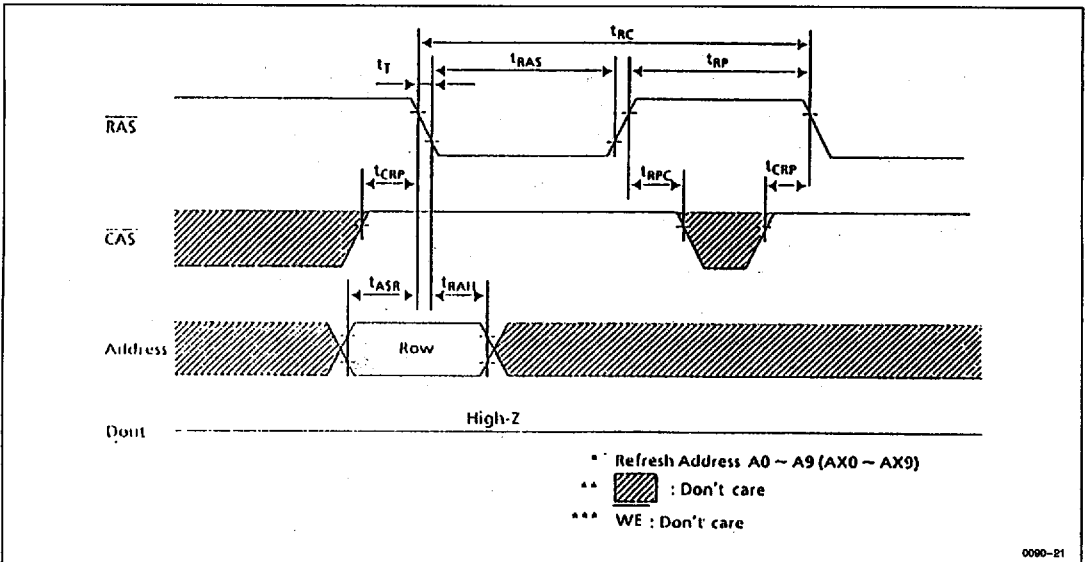 tRC
tT
tRAS
tRP
RAS
tCRP
tRPC
tCRP
CAS
tASR
tRAH
Address
Row
High-Z
Dout
* Refresh Address A0 ~ A9 (AX0 ~ AX9)
** : Don't care
*** WE : Don't care
0090-21